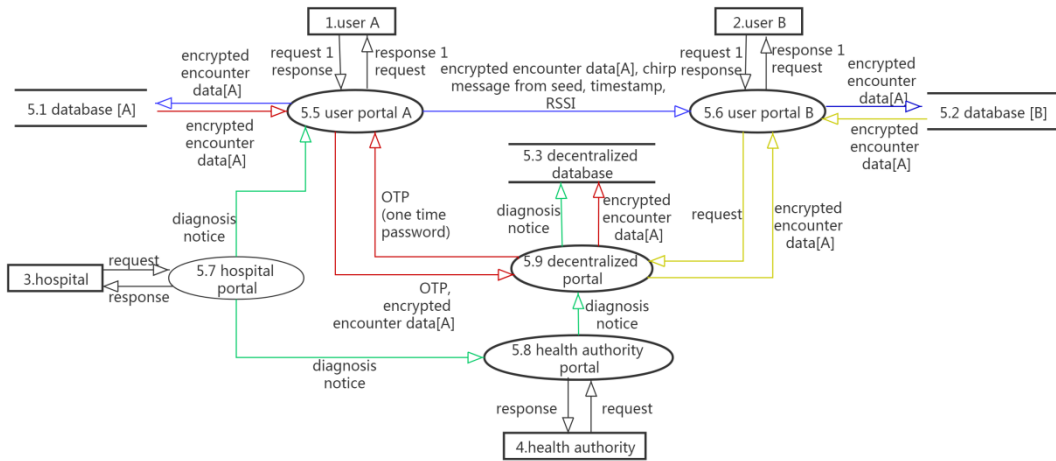 1.user A
2.user B
request 1
response
response 1
request
request 1
response
response 1
request
encrypted
encounter
data[A]
encrypted encounter data[A], chirp
message from seed, timestamp,
RSSI
encrypted
encounter
data[A]
5.1 database [A]
5.5 user portal A
5.6 user portal B
5.2 database [B]
encrypted
encounter
data[A]
encrypted
encounter
data[A]
5.3 decentralized
database
OTP
(one time
password)
diagnosis
notice
encrypted
encounter
data[A]
request
encrypted
encounter
data[A]
diagnosis
notice
3.hospital
request
response
5.7 hospital
portal
5.9 decentralized
portal
OTP,
encrypted
encounter data[A]
diagnosis
notice
diagnosis
notice
5.8 health authority
portal
response
request
4.health authority